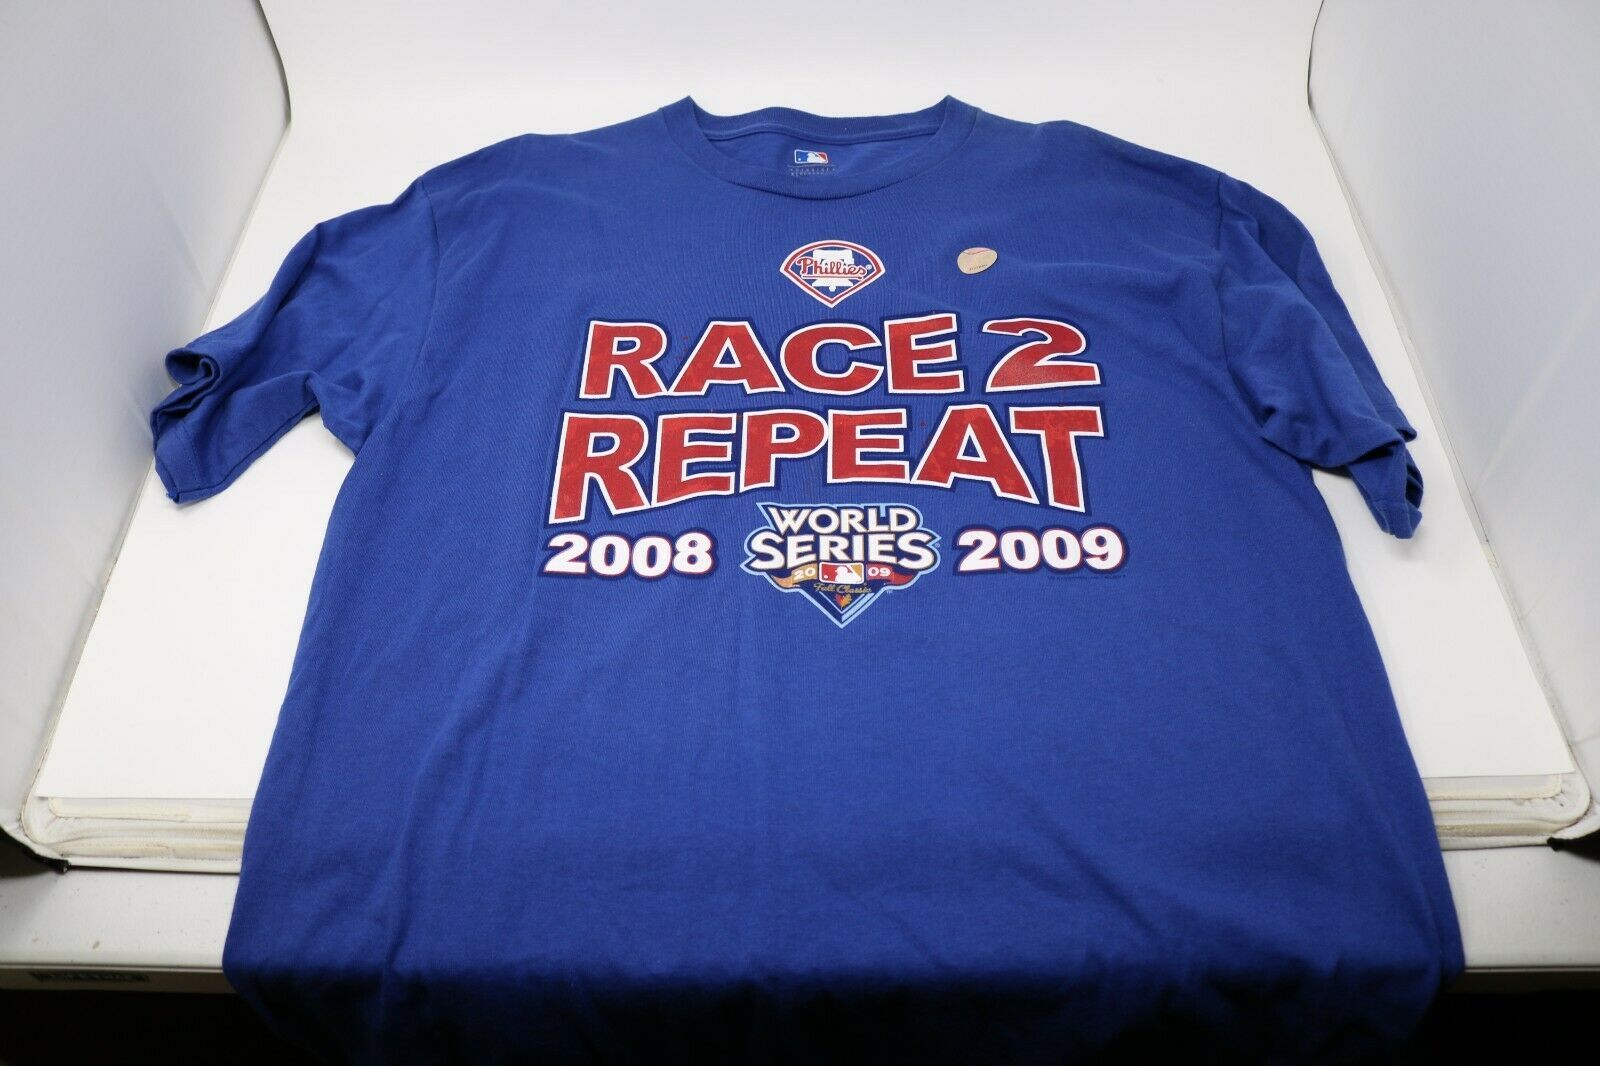 Phillies
RACE 2
REPEAT
2008
WORLD
SERIES
20 09
Fall Classic
2009